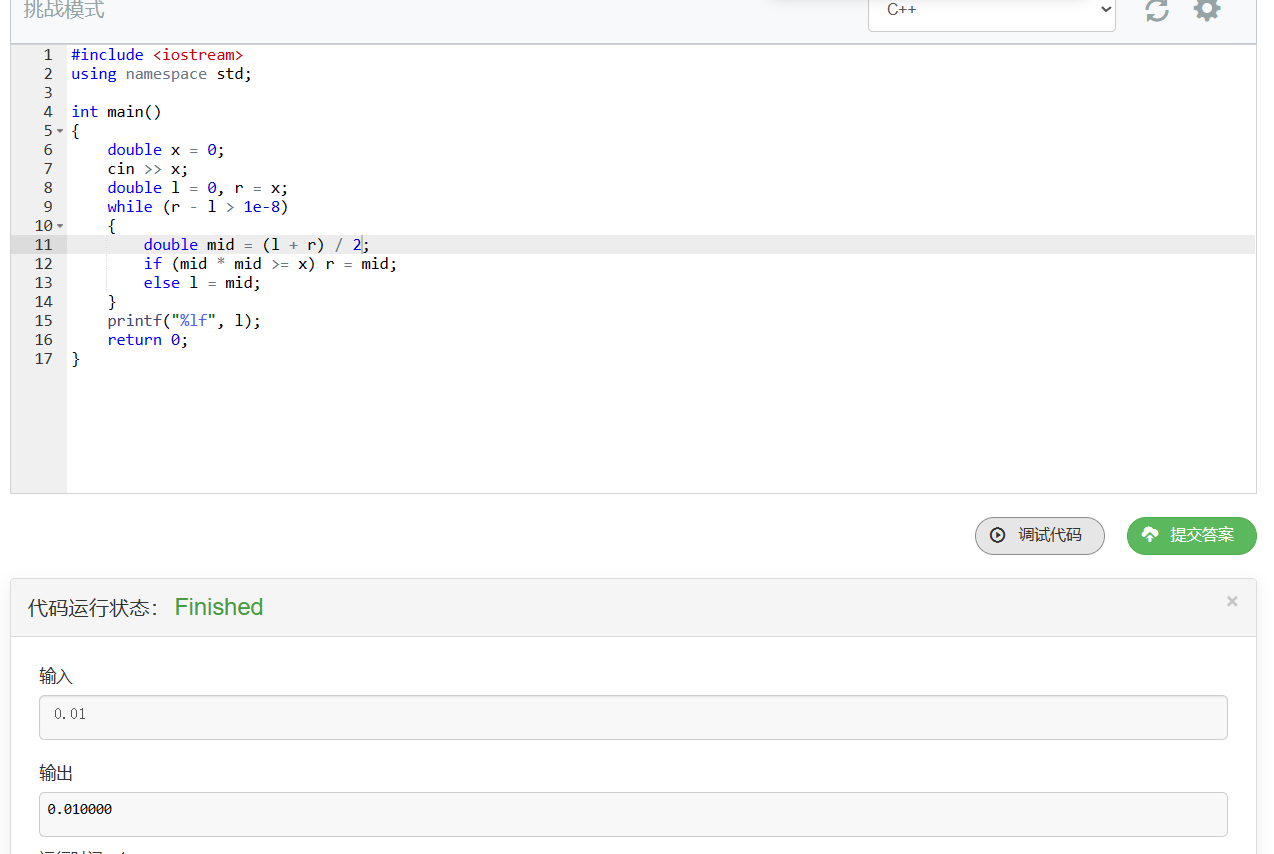 挑战模式
C++
1 #include <iostream>
2 using namespace std;
3
4 int main()
5 {
6     double x = 0;
7     cin >> x;
8     double l = 0, r = x;
9     while (r - l > 1e-8)
10     {
11         double mid = (l + r) / 2;
12         if (mid * mid >= x) r = mid;
13         else l = mid;
14     }
15     printf("%lf", l);
16     return 0;
17 }
调试代码
提交答案
代码运行状态： Finished
×
输入
0.01
输出
0.010000